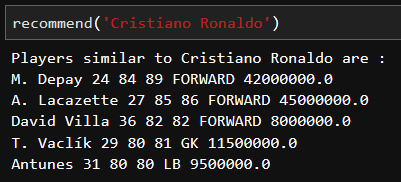 recommend('Cristiano Ronaldo')
Players similar to Cristiano Ronaldo are :
M. Depay 24 84 89 FORWARD 42000000.0
A. Lacazette 27 85 86 FORWARD 45000000.0
David Villa 36 82 82 FORWARD 8000000.0
T. Vaclík 29 80 81 GK 11500000.0
Antunes 31 80 80 LB 9500000.0